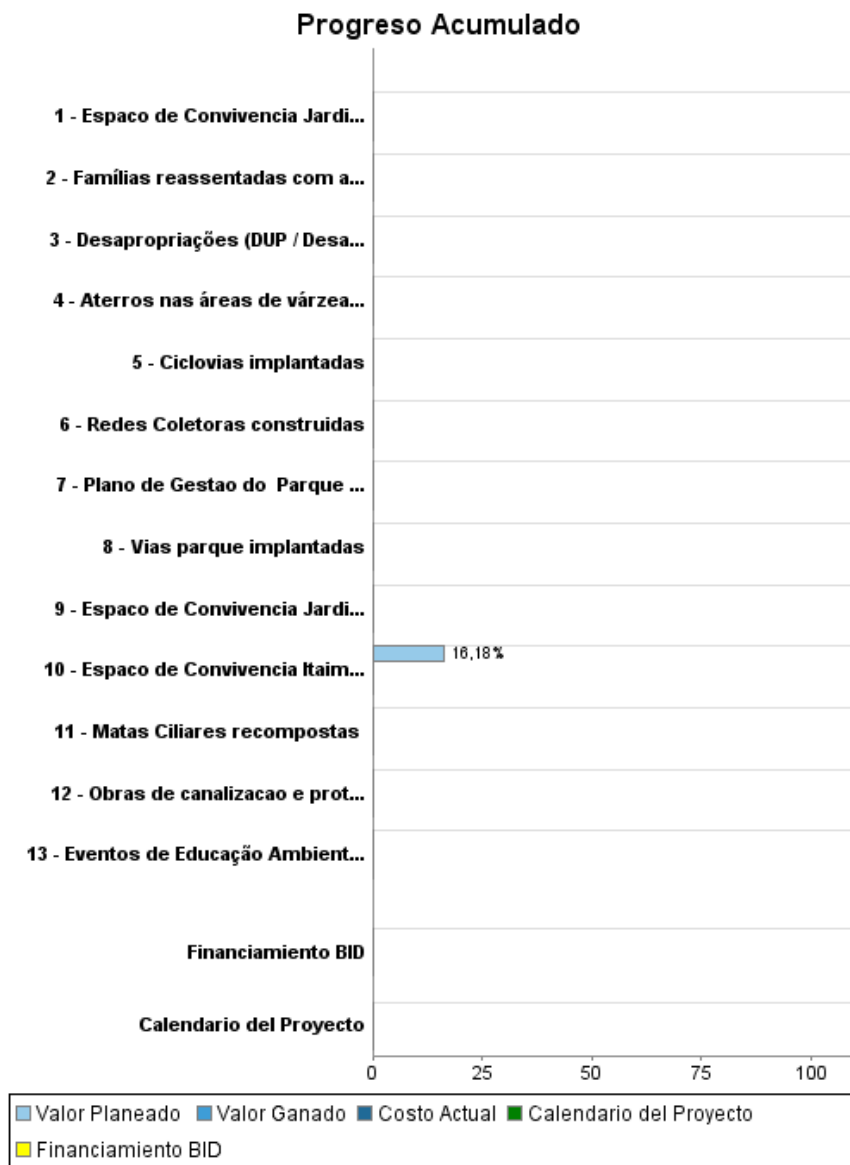 Progreso Acumulado
1 - Espaco de Convivencia Jardi...
2 - Famílias reassentadas com a...
3 - Desapropriações (DUP / Desa...
4 - Aterros nas áreas de várzea...
5 - Ciclovias implantadas
6 - Redes Coletoras construidas
7 - Plano de Gestao do  Parque ...
8 - Vias parque implantadas
9 - Espaco de Convivencia Jardi...
10 - Espaco de Convivencia Itaim...
16,18%
11 - Matas Ciliares recompostas
12 - Obras de canalizacao e prot...
13 - Eventos de Educação Ambient...
Financiamiento BID
Calendario del Proyecto
0 25 50 75 100
Valor Planeado Valor Ganado Costo Actual Calendario del Proyecto
Financiamiento BID